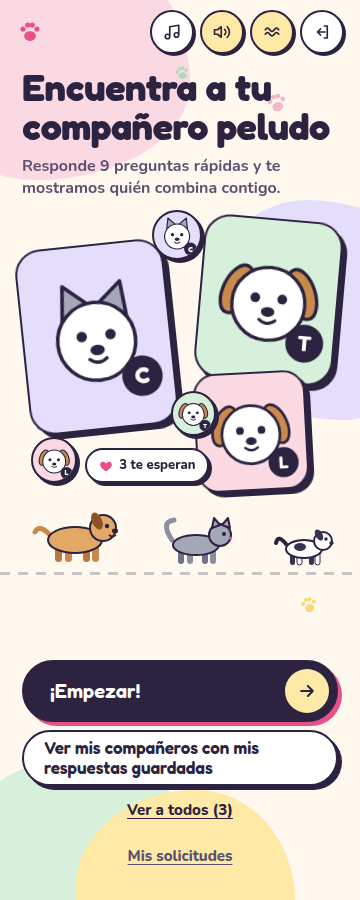 Encuentra a tu
compañero peludo
Responde 9 preguntas rápidas y te
mostramos quién combina contigo.
C
C
T
T
L
L
3 te esperan
¡Empezar!
Ver mis compañeros con mis
respuestas guardadas
Ver a todos (3)
Mis solicitudes